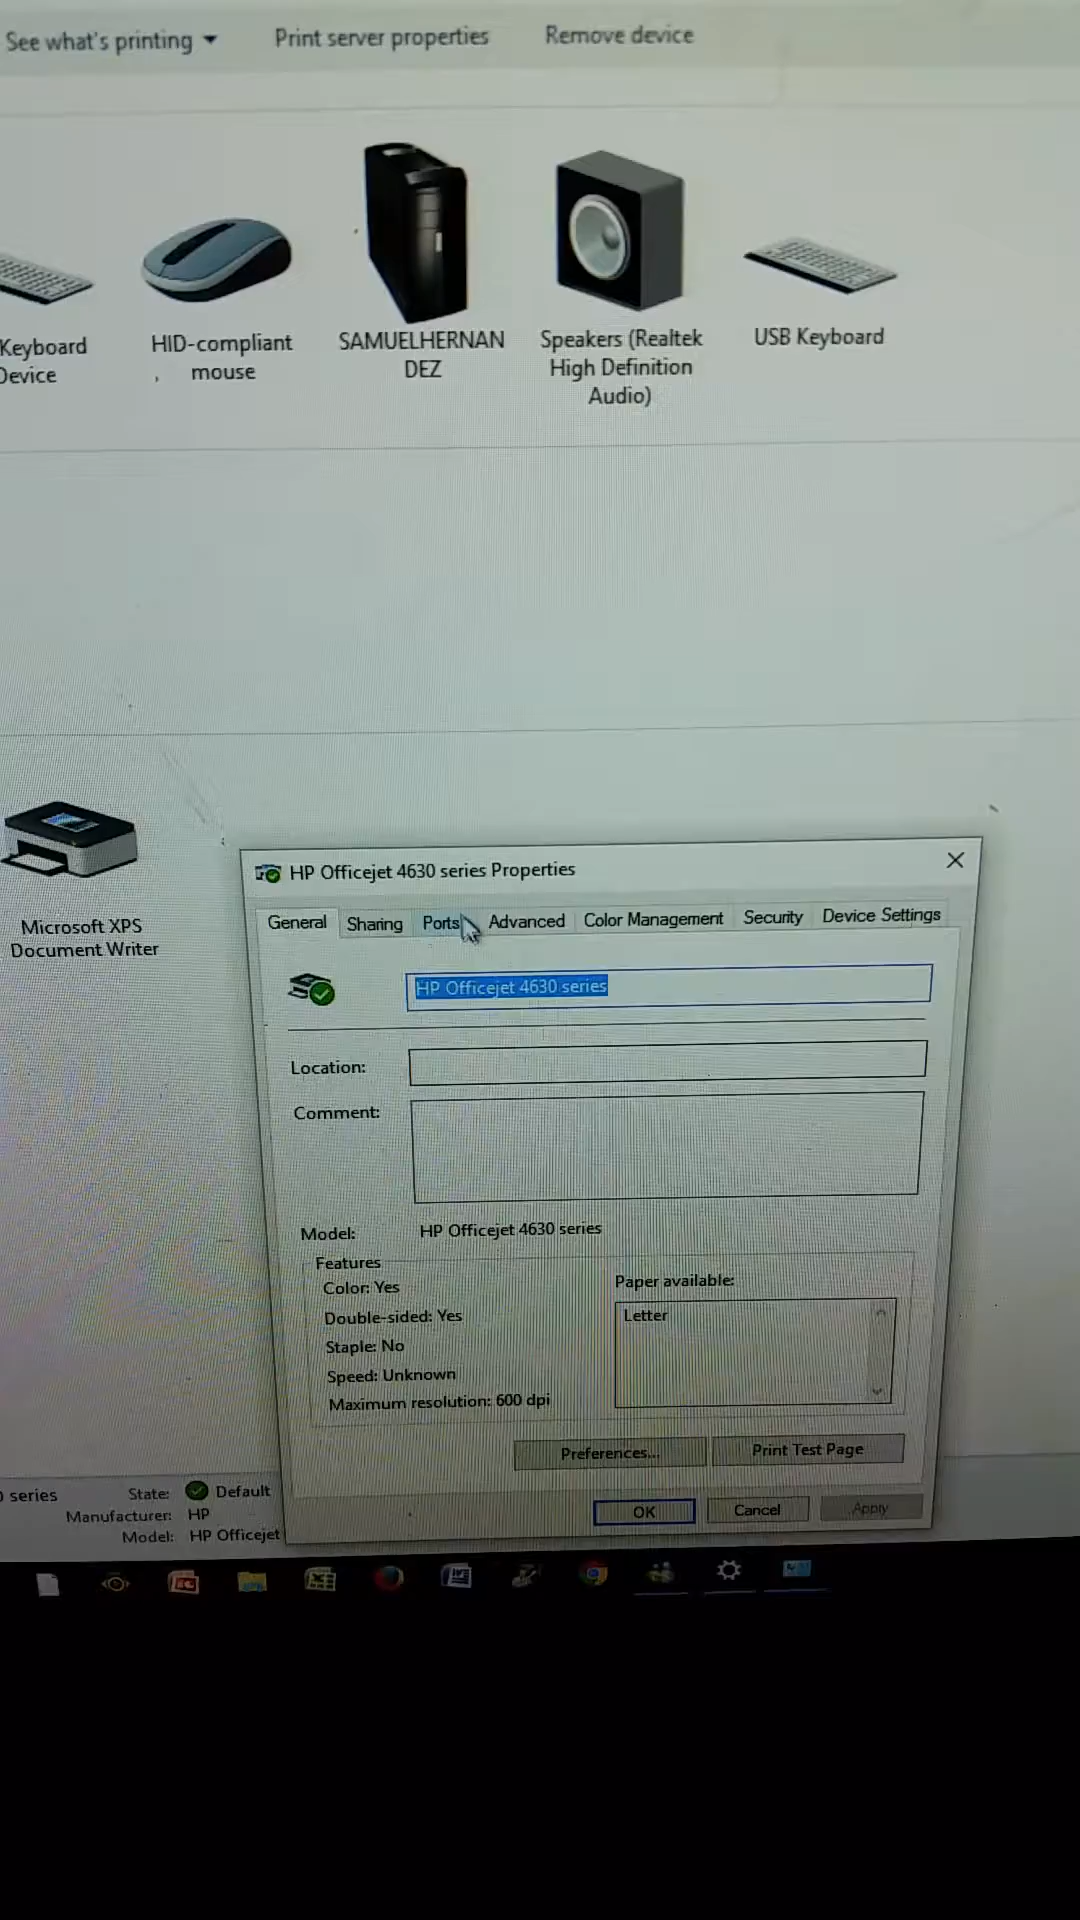 See what's printing
Print server properties
Remove device
Keyboard
Device
HID-compliant
mouse
SAMUELHERNAN
DEZ
Speakers (Realtek
High Definition
Audio)
USB Keyboard
Microsoft XPS
Document Writer
HP Officejet 4630 series Properties
General
Sharing
Ports
Advanced
Color Management
Security
Device Settings
HP Officejet 4630 series
Location:
Comment:
Model:
HP Officejet 4630 series
Features
Color: Yes
Double-sided: Yes
Staple: No
Speed: Unknown
Maximum resolution: 600 dpi
Paper available:
Letter
Preferences...
Print Test Page
OK
Cancel
Apply
series
State:
Default
Manufacturer:
HP
Model:
HP Officejet